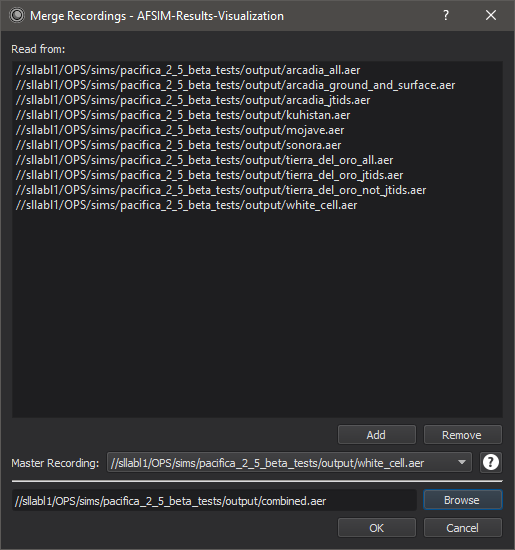 Merge Recordings - AFSIM-Results-Visualization ? X
Read from:
//sllabl1/OPS/sims/pacifica_2_5_beta_tests/output/arcadia_all.aer
//sllabl1/OPS/sims/pacifica_2_5_beta_tests/output/arcadia_ground_and_surface.aer
//sllabl1/OPS/sims/pacifica_2_5_beta_tests/output/arcadia_jtids.aer
//sllabl1/OPS/sims/pacifica_2_5_beta_tests/output/kuhistan.aer
//sllabl1/OPS/sims/pacifica_2_5_beta_tests/output/mojave.aer
//sllabl1/OPS/sims/pacifica_2_5_beta_tests/output/sonora.aer
//sllabl1/OPS/sims/pacifica_2_5_beta_tests/output/tierra_del_oro_all.aer
//sllabl1/OPS/sims/pacifica_2_5_beta_tests/output/tierra_del_oro_jtids.aer
//sllabl1/OPS/sims/pacifica_2_5_beta_tests/output/tierra_del_oro_not_jtids.aer
//sllabl1/OPS/sims/pacifica_2_5_beta_tests/output/white_cell.aer
Add Remove
Master Recording: //sllabl1/OPS/sims/pacifica_2_5_beta_tests/output/white_cell.aer ?
//sllabl1/OPS/sims/pacifica_2_5_beta_tests/output/combined.aer Browse
OK Cancel